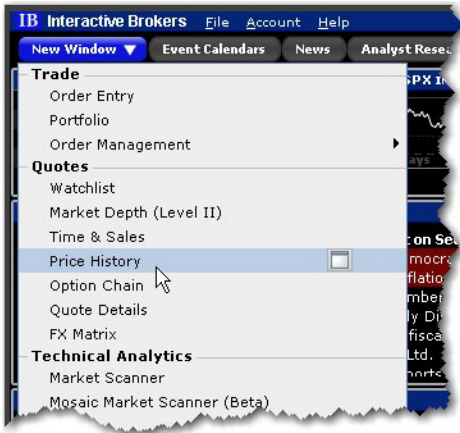 IB Interactive Brokers File Account Help
New Window Event Calendars News Analyst
Trade
Order Entry
Portfolio
Order Management
Quotes
Watchlist
Market Depth (Level II)
Time & Sales
Price History
Option Chain
Quote Details
FX Matrix
Technical Analytics
Market Scanner
Mosaic Market Scanner (Beta)